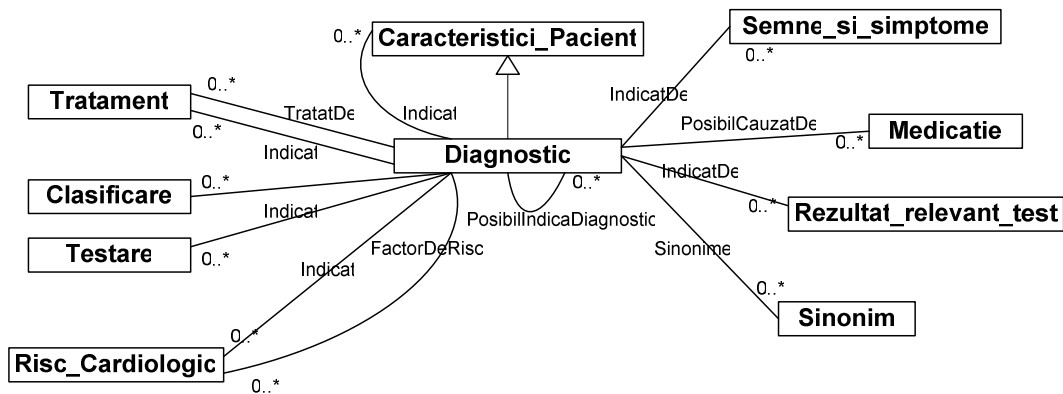 Semne_si_simptome
0..*
Caracteristici_Pacient
0..*
0..*
Tratament
TratatDe
Indicat
IndicatDe
0..*
Indicat
PosibilCauzatDe
Medicatie
0..*
Diagnostic
0..*
Clasificare
0..*
IndicatDe
Indicat
PosibilIndicaDiagnostic
0..*
Rezultat_relevant_test
Testare
0..*
FactorDeRisc
Sinonime
Indicat
0..*
Sinonim
0..*
Risc_Cardiologic
0..*